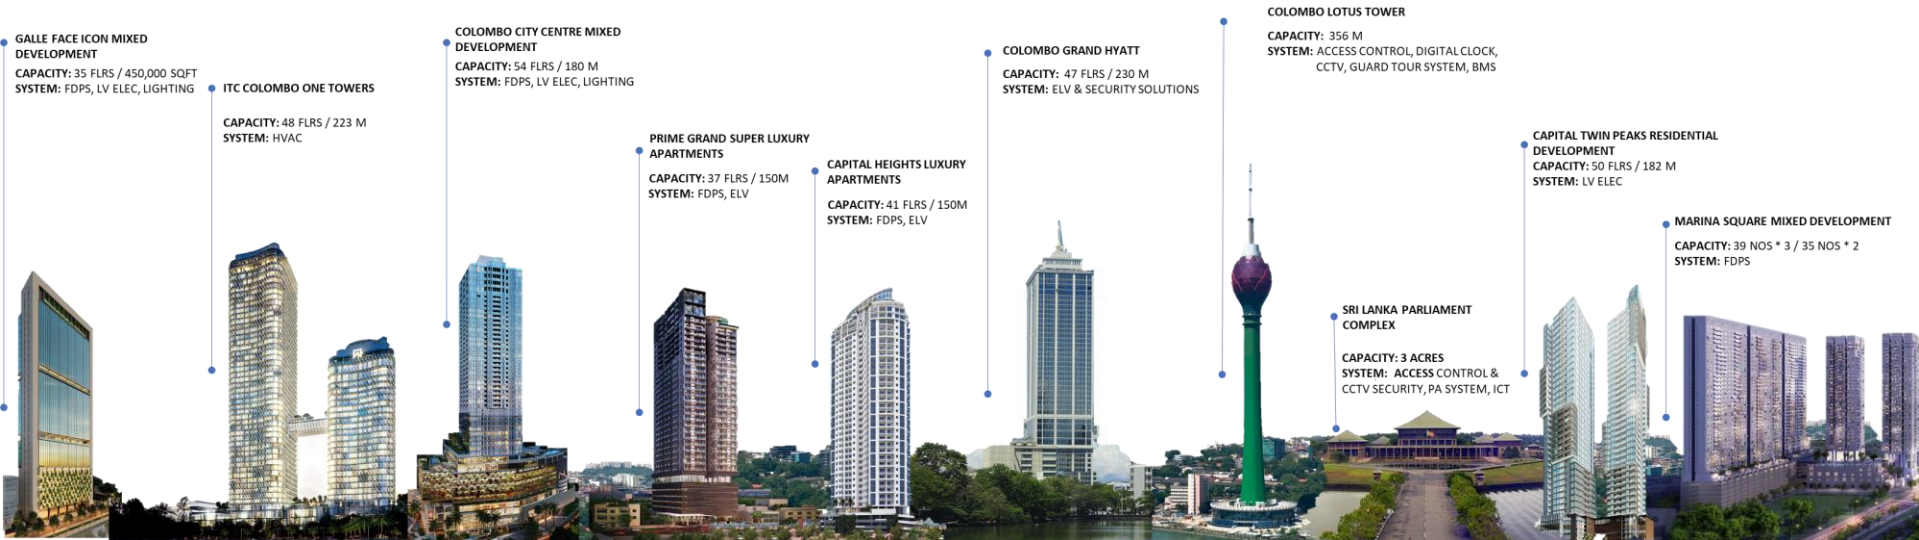 GALLE FACE ICON MIXED
DEVELOPMENT
CAPACITY: 35 FLRS / 450,000 SQFT
SYSTEM: FDPS, LV ELEC, LIGHTING
ITC COLOMBO ONE TOWERS
CAPACITY: 48 FLRS / 223 M
SYSTEM: HVAC
COLOMBO CITY CENTRE MIXED
DEVELOPMENT
CAPACITY: 54 FLRS / 180 M
SYSTEM: FDPS, LV ELEC, LIGHTING
PRIME GRAND SUPER LUXURY
APARTMENTS
CAPACITY: 37 FLRS / 150M
SYSTEM: FDPS, ELV
CAPITAL HEIGHTS LUXURY
APARTMENTS
CAPACITY: 41 FLRS / 150M
SYSTEM: FDPS, ELV
COLOMBO GRAND HYATT
CAPACITY: 47 FLRS / 230 M
SYSTEM: ELV & SECURITY SOLUTIONS
COLOMBO LOTUS TOWER
CAPACITY: 356 M
SYSTEM: ACCESS CONTROL, DIGITAL CLOCK,
CCTV, GUARD TOUR SYSTEM, BMS
SRI LANKA PARLIAMENT
COMPLEX
CAPACITY: 3 ACRES
SYSTEM: ACCESS CONTROL &
CCTV SECURITY, PA SYSTEM, ICT
CAPITAL TWIN PEAKS RESIDENTIAL
DEVELOPMENT
CAPACITY: 50 FLRS / 182 M
SYSTEM: LV ELEC
MARINA SQUARE MIXED DEVELOPMENT
CAPACITY: 39 NOS * 3 / 35 NOS * 2
SYSTEM: FDPS